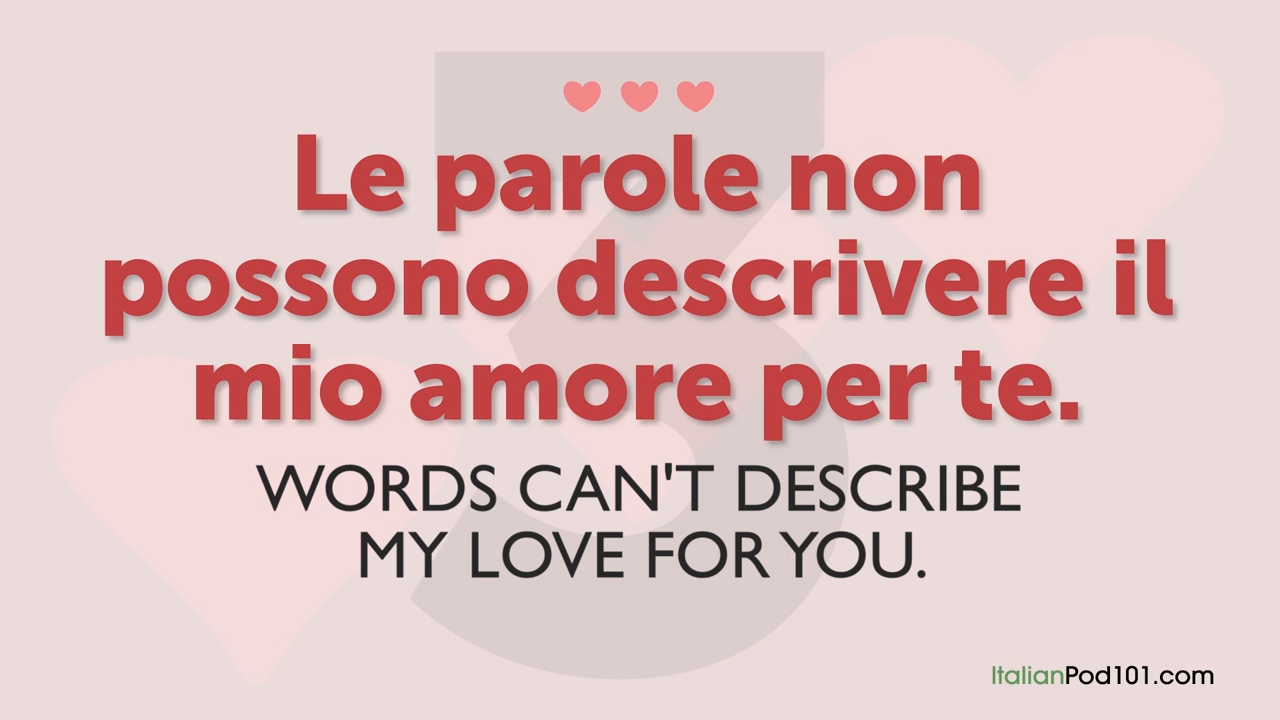 Le parole non
possono descrivere il
mio amore per te.
WORDS CAN'T DESCRIBE
MY LOVE FOR YOU.
ItalianPod101.com
3